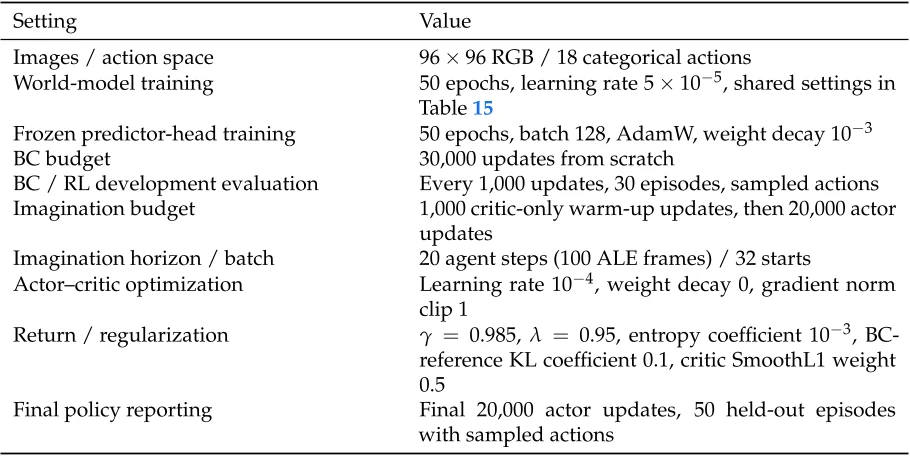 Setting Value
Images / action space 96 × 96 RGB / 18 categorical actions
World-model training 50 epochs, learning rate 5 × 10⁻⁵, shared settings in
Table 15
Frozen predictor-head training 50 epochs, batch 128, AdamW, weight decay 10⁻³
BC budget 30,000 updates from scratch
BC / RL development evaluation Every 1,000 updates, 30 episodes, sampled actions
Imagination budget 1,000 critic-only warm-up updates, then 20,000 actor
updates
Imagination horizon / batch 20 agent steps (100 ALE frames) / 32 starts
Actor–critic optimization Learning rate 10⁻⁴, weight decay 0, gradient norm
clip 1
Return / regularization γ = 0.985, λ = 0.95, entropy coefficient 10⁻³, BC-
reference KL coefficient 0.1, critic SmoothL1 weight
0.5
Final policy reporting Final 20,000 actor updates, 50 held-out episodes
with sampled actions